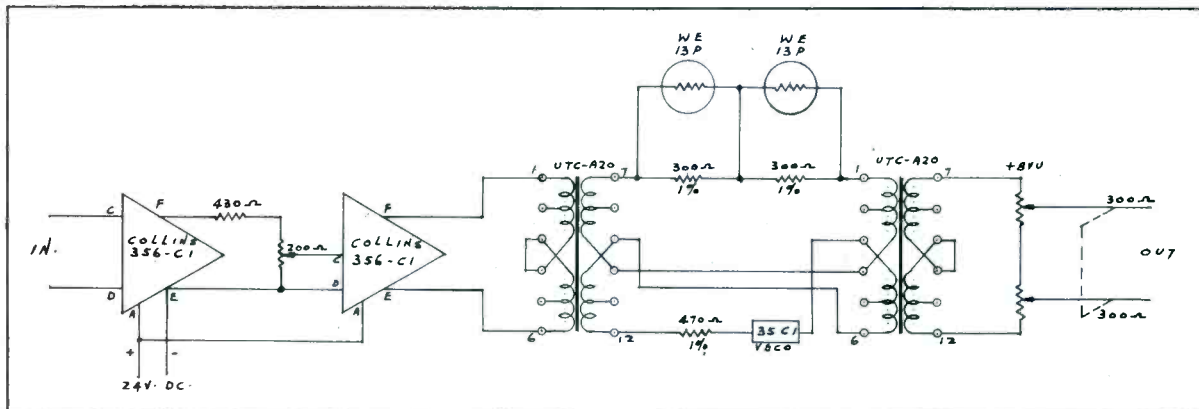 WE
13P
WE
13P
UTC-A20
300Ω
1%
300Ω
1%
UTC-A20
+8VU
1
7
1
7
C
F
430Ω
F
IN.
COLLINS
356-C1
200Ω
C
COLLINS
356-C1
D
E
D
E
A
A
300Ω
OUT
300Ω
470Ω
1%
35C1
VECO
6
12
6
12
+
-
24V. DC.